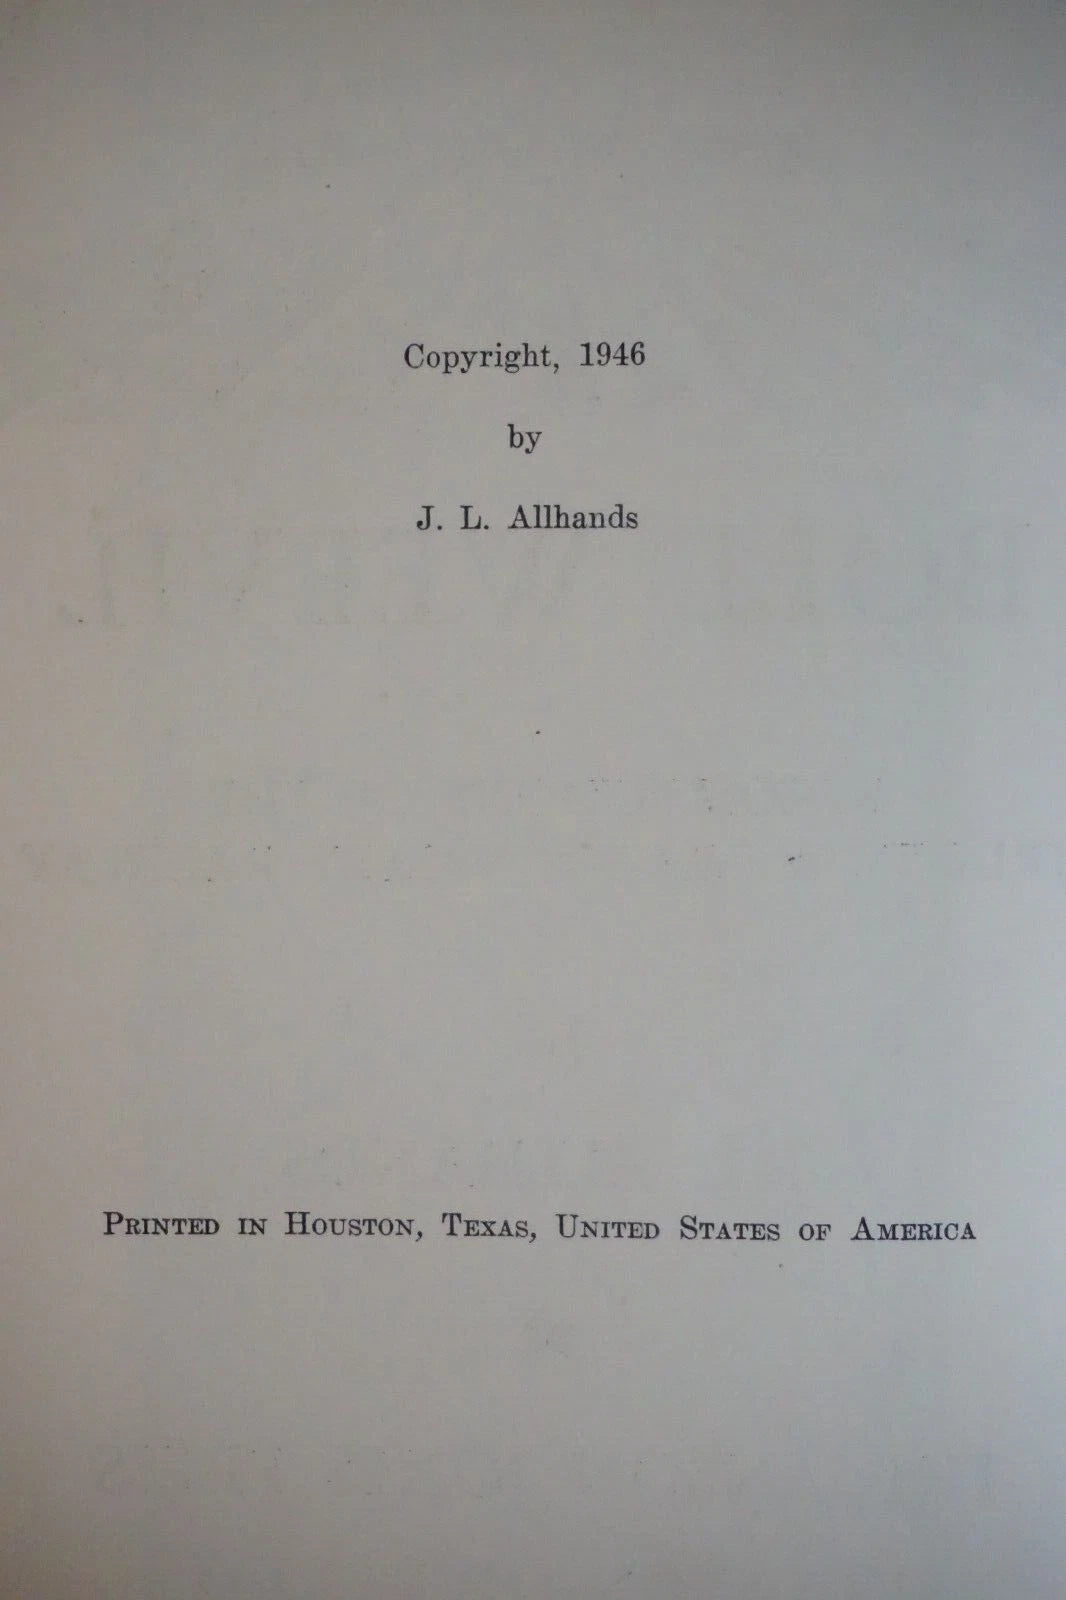 Copyright, 1946
by
J. L. Allhands
Printed in Houston, Texas, United States of America